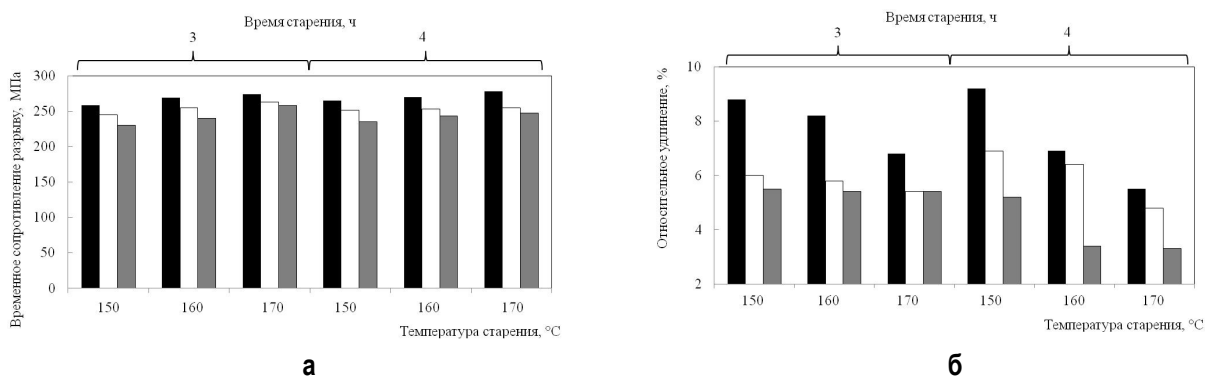 Время старения, ч
3 4
Временное сопротивление разрыву, МПа
300
250
200
150
100
50
0
150 160 170 150 160 170
Температура старения, °С
а
Время старения, ч
3 4
Относительное удлинение, %
10
8
6
4
2
150 160 170 150 160 170
Температура старения, °С
б